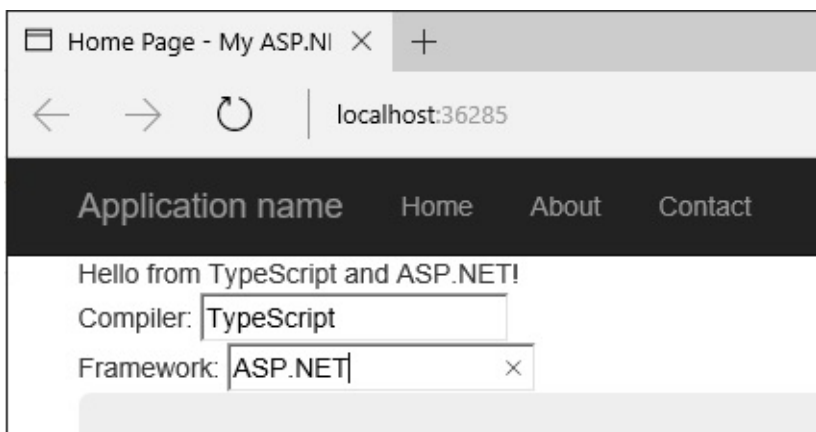 Home Page - My ASP.NI
localhost:36285
Application name Home About Contact
Hello from TypeScript and ASP.NET!
Compiler: TypeScript
Framework: ASP.NET